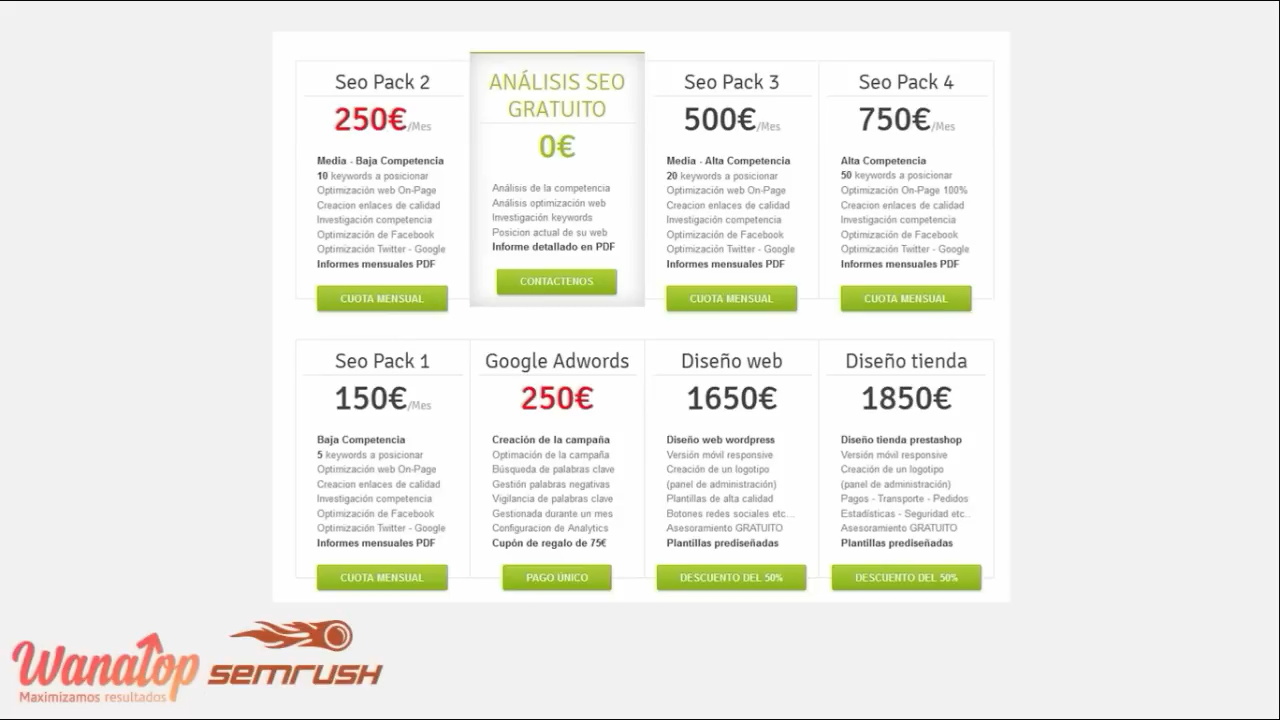 Seo Pack 2
250€/Mes
Media - Baja Competencia
10 keywords a posicionar
Optimización web On-Page
Creacion enlaces de calidad
Investigación competencia
Optimización de Facebook
Optimización Twitter - Google
Informes mensuales PDF
CUOTA MENSUAL
ANÁLISIS SEO
GRATUITO
0€
Análisis de la competencia
Análisis optimización web
Investigación keywords
Posicion actual de su web
Informe detallado en PDF
CONTACTENOS
Seo Pack 3
500€/Mes
Media - Alta Competencia
20 keywords a posicionar
Optimización web On-Page
Creacion enlaces de calidad
Investigación competencia
Optimización de Facebook
Optimización Twitter - Google
Informes mensuales PDF
CUOTA MENSUAL
Seo Pack 4
750€/Mes
Alta Competencia
50 keywords a posicionar
Optimización On-Page 100%
Creacion enlaces de calidad
Investigación competencia
Optimización de Facebook
Optimización Twitter - Google
Informes mensuales PDF
CUOTA MENSUAL
Seo Pack 1
150€/Mes
Baja Competencia
5 keywords a posicionar
Optimización web On-Page
Creacion enlaces de calidad
Investigación competencia
Optimización de Facebook
Optimización Twitter - Google
Informes mensuales PDF
CUOTA MENSUAL
Google Adwords
250€
Creación de la campaña
Optimación de la campaña
Búsqueda de palabras clave
Gestión palabras negativas
Vigilancia de palabras clave
Gestionada durante un mes
Configuracion de Analytics
Cupón de regalo de 75€
PAGO ÚNICO
Diseño web
1650€
Diseño web wordpress
Versión móvil responsive
Creación de un logotipo
(panel de administración)
Plantillas de alta calidad
Botones redes sociales etc...
Asesoramiento GRATUITO
Plantillas prediseñadas
DESCUENTO DEL 50%
Diseño tienda
1850€
Diseño tienda prestashop
Versión móvil responsive
Creación de un logotipo
(panel de administración)
Pagos - Transporte - Pedidos
Estadísticas - Seguridad etc..
Asesoramiento GRATUITO
Plantillas prediseñadas
DESCUENTO DEL 50%
Wanatop
Maximizamos resultados
semrush